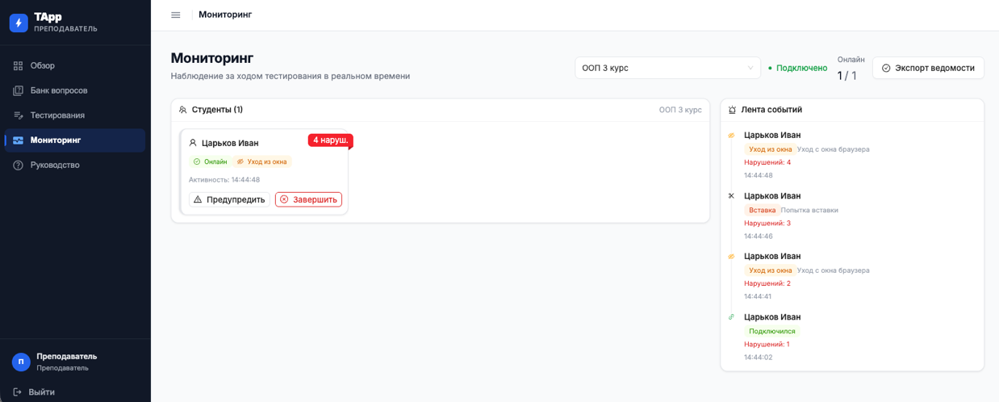 TApp
ПРЕПОДАВАТЕЛЬ
Обзор
Банк вопросов
Тестирования
Мониторинг
Руководство
П
Преподаватель
Преподаватель
Выйти
Мониторинг
Мониторинг
Наблюдение за ходом тестирования в реальном времени
ООП 3 курс
Подключено
Онлайн
1 / 1
Экспорт ведомости
Студенты (1)
ООП 3 курс
Царьков Иван
4 наруш.
Онлайн
Уход из окна
Активность: 14:44:48
Предупредить
Завершить
Лента событий
Царьков Иван
Уход из окна Уход с окна браузера
Нарушений: 4
14:44:48
Царьков Иван
Вставка Попытка вставки
Нарушений: 3
14:44:46
Царьков Иван
Уход из окна Уход с окна браузера
Нарушений: 2
14:44:41
Царьков Иван
Подключился
Нарушений: 1
14:44:02